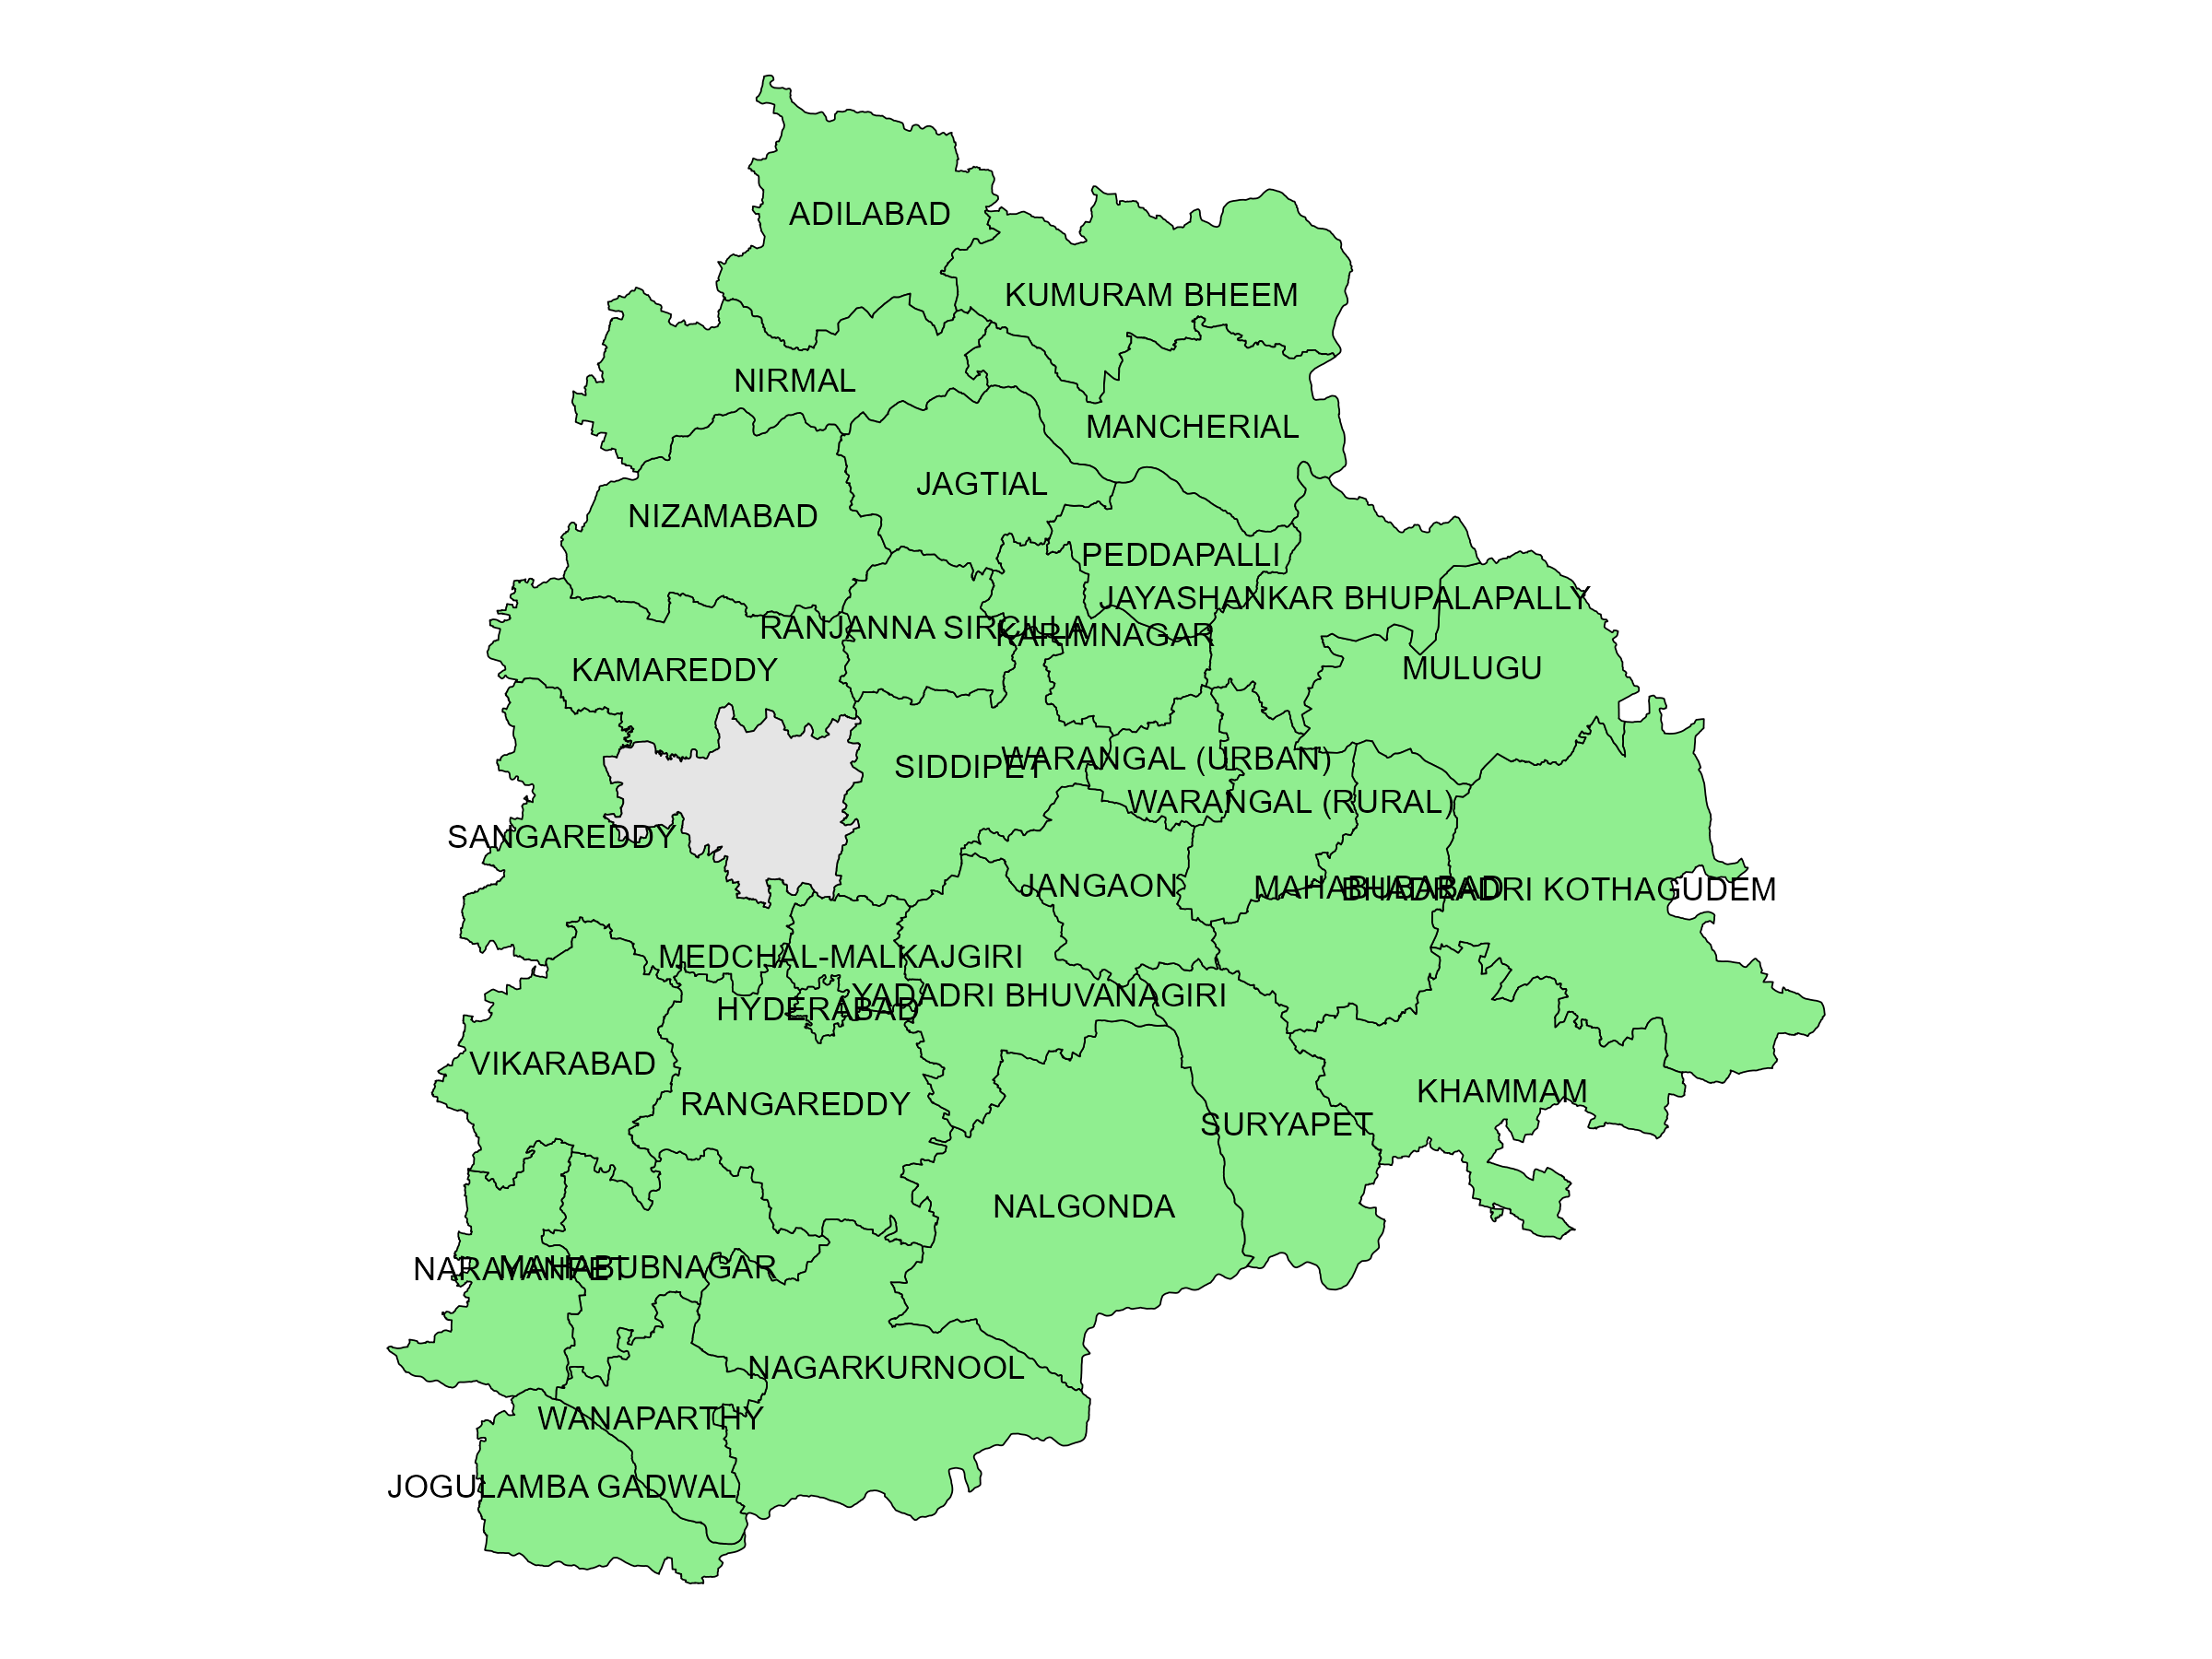 ADILABAD
KUMURAM BHEEM
NIRMAL
MANCHERIAL
JAGTIAL
NIZAMABAD
PEDDAPALLI
JAYASHANKAR BHUPALAPALLY
RANJANNA SIRCILLA
KARIMNAGAR
KAMAREDDY
MULUGU
SIDDIPET
WARANGAL (URBAN)
WARANGAL (RURAL)
SANGAREDDY
JANGAON
MAHABUBABAD
BHADRADRI KOTHAGUDEM
MEDCHAL-MALKAJGIRI
YADADRI BHUVANAGIRI
HYDERABAD
VIKARABAD
RANGAREDDY
KHAMMAM
SURYAPET
NALGONDA
NARAYANPET
MAHABUBNAGAR
NAGARKURNOOL
WANAPARTHY
JOGULAMBA GADWAL